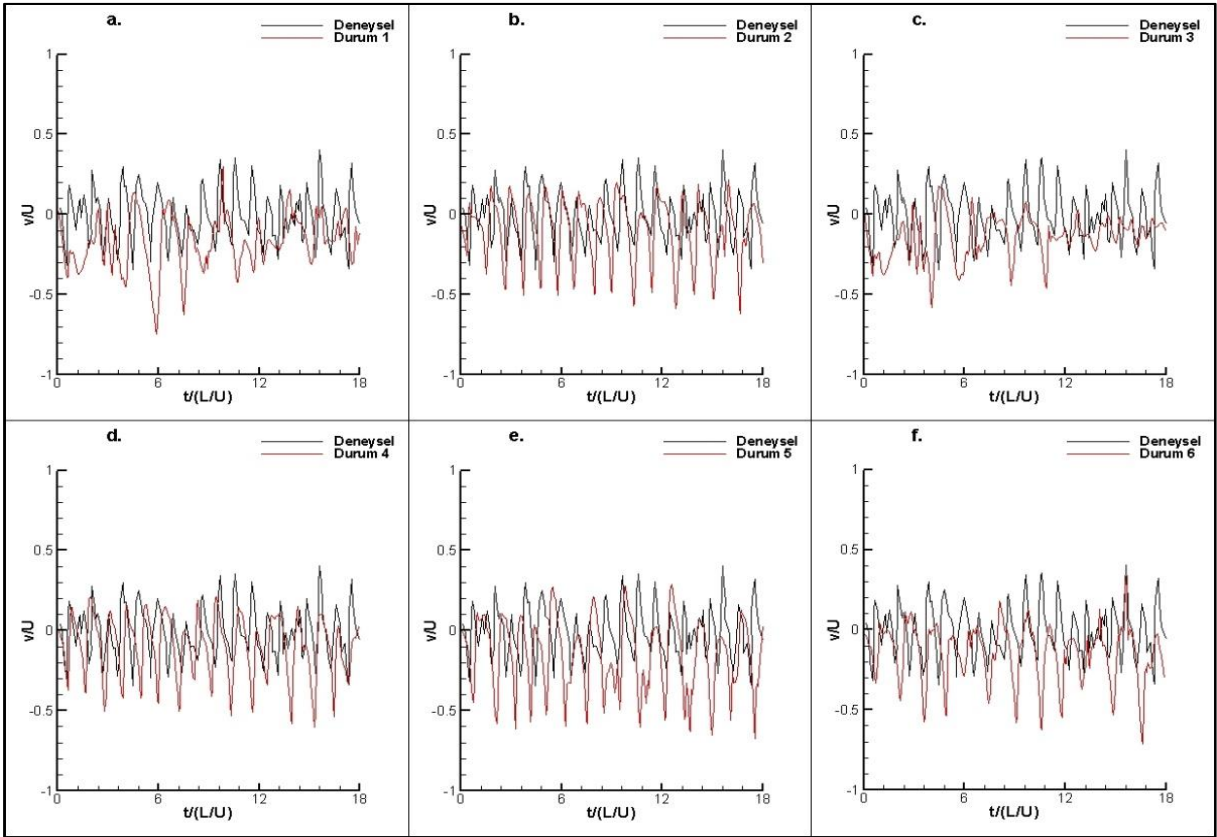 a.
Deneysel
Durum 1
1
0.5
0
-0.5
-1
v/U
0
6
12
18
t/(L/U)
b.
Deneysel
Durum 2
1
0.5
0
-0.5
-1
v/U
0
6
12
18
t/(L/U)
c.
Deneysel
Durum 3
1
0.5
0
-0.5
-1
v/U
0
6
12
18
t/(L/U)
d.
Deneysel
Durum 4
1
0.5
0
-0.5
-1
v/U
0
6
12
18
t/(L/U)
e.
Deneysel
Durum 5
1
0.5
0
-0.5
-1
v/U
0
6
12
18
t/(L/U)
f.
Deneysel
Durum 6
1
0.5
0
-0.5
-1
v/U
0
6
12
18
t/(L/U)